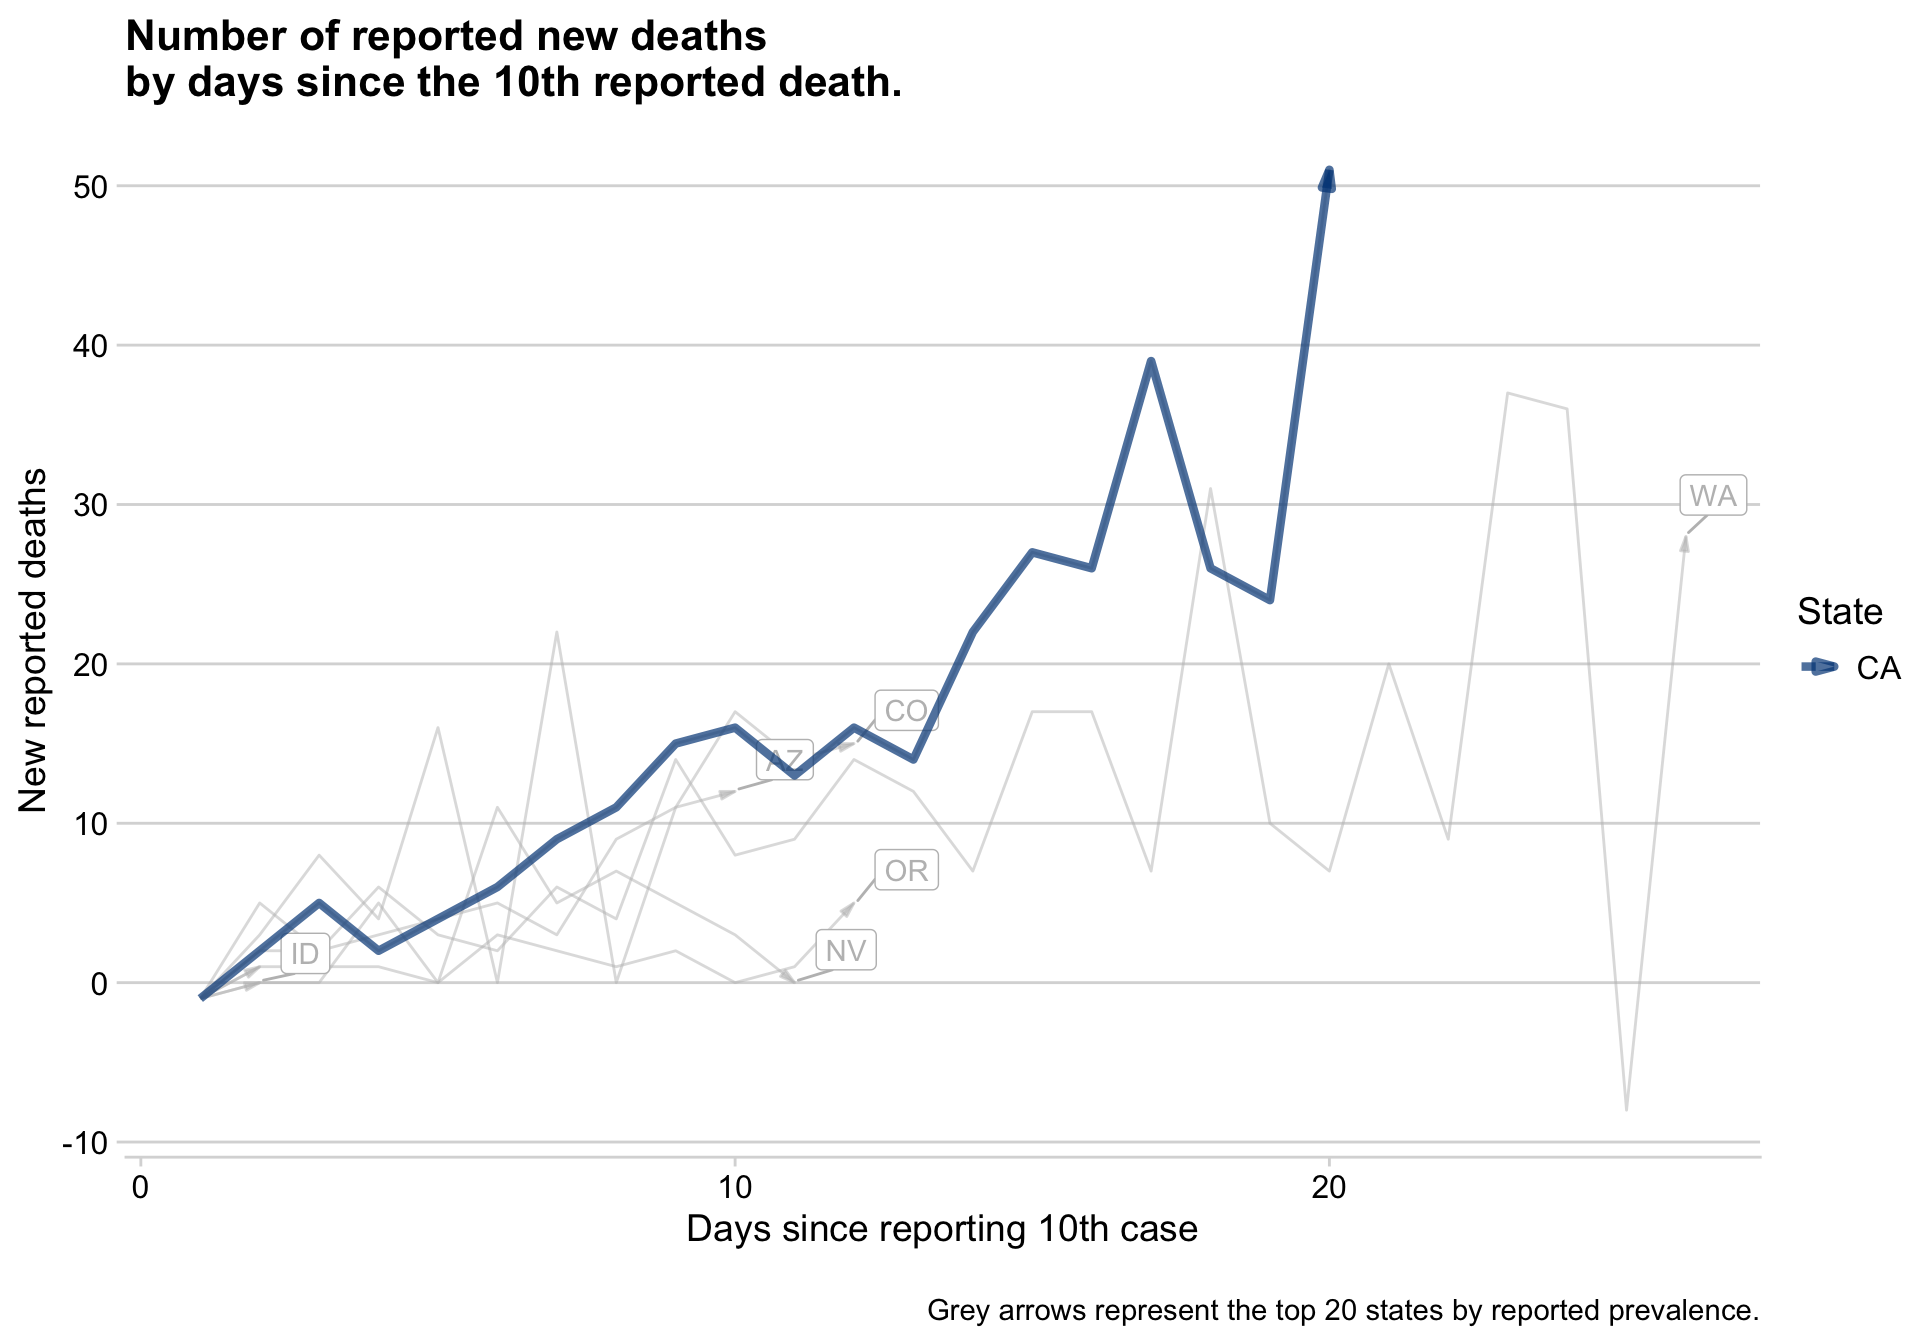 Number of reported new deaths
by days since the 10th reported death.
50
40
30
20
10
0
-10
New reported deaths
WA
CO
AZ
OR
NV
ID
State
CA
0 10 20
Days since reporting 10th case
Grey arrows represent the top 20 states by reported prevalence.